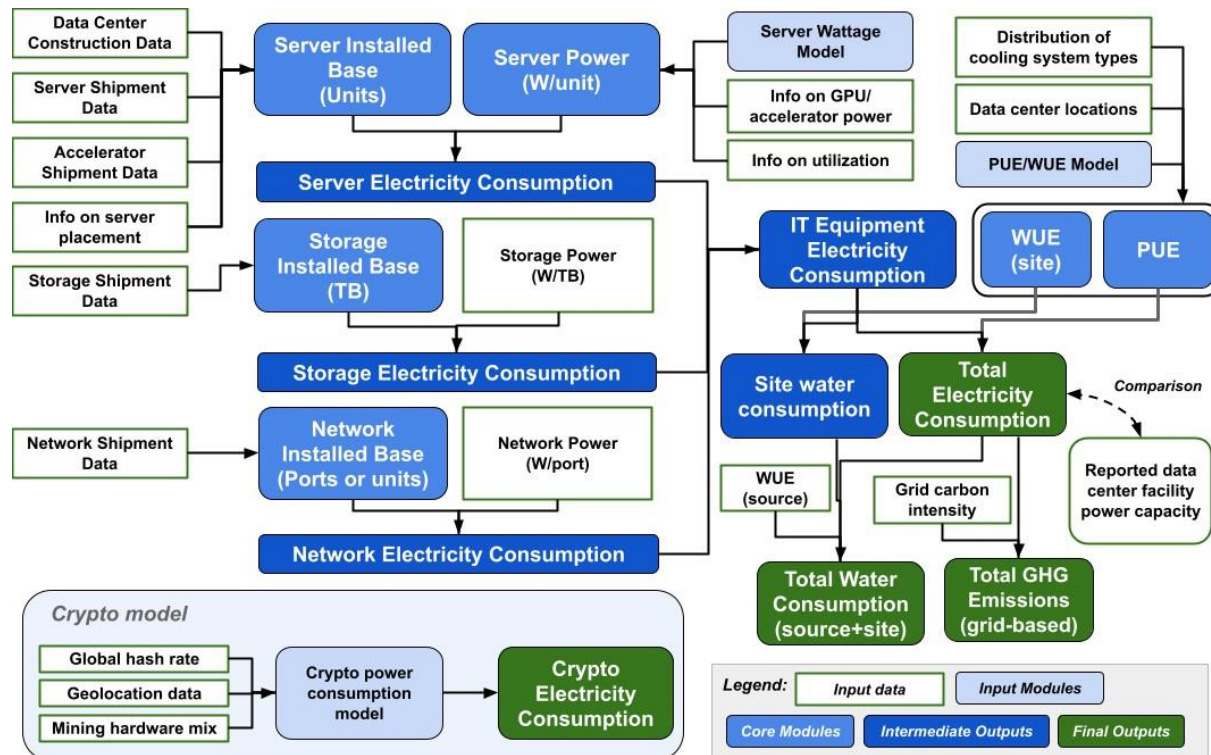 Data Center
Construction Data
Server Shipment
Data
Accelerator
Shipment Data
Info on server
placement
Storage Shipment
Data
Network Shipment
Data
Server Installed
Base
(Units)
Server Power
(W/unit)
Server Wattage
Model
Info on GPU/
accelerator power
Info on utilization
Distribution of
cooling system types
Data center locations
PUE/WUE Model
Server Electricity Consumption
Storage
Installed Base
(TB)
Storage Power
(W/TB)
Storage Electricity Consumption
Network
Installed Base
(Ports or units)
Network Power
(W/port)
Network Electricity Consumption
IT Equipment
Electricity
Consumption
WUE
(site)
PUE
Site water
consumption
Total
Electricity
Consumption
Comparison
Reported data
center facility
power capacity
WUE
(source)
Grid carbon
intensity
Total Water
Consumption
(source+site)
Total GHG
Emissions
(grid-based)
Crypto model
Global hash rate
Geolocation data
Mining hardware mix
Crypto power
consumption
model
Crypto
Electricity
Consumption
Legend:
Input data
Input Modules
Core Modules
Intermediate Outputs
Final Outputs